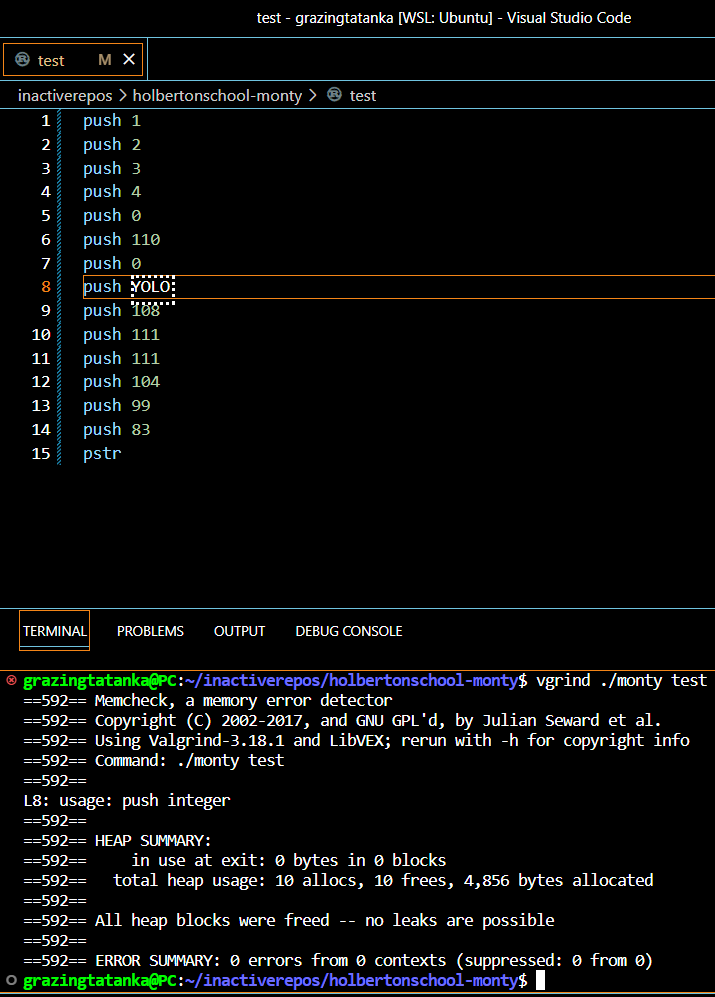 test - grazingtatanka [WSL: Ubuntu] - Visual Studio Code
test M
inactiverepos > holbertonschool-monty > test
1 push 1
2 push 2
3 push 3
4 push 4
5 push 0
6 push 110
7 push 0
8 push YOLO
9 push 108
10 push 111
11 push 111
12 push 104
13 push 99
14 push 83
15 pstr
TERMINAL PROBLEMS OUTPUT DEBUG CONSOLE
grazingtatanka@PC:~/inactiverepos/holbertonschool-monty$ vgrind ./monty test
==592== Memcheck, a memory error detector
==592== Copyright (C) 2002-2017, and GNU GPL'd, by Julian Seward et al.
==592== Using Valgrind-3.18.1 and LibVEX; rerun with -h for copyright info
==592== Command: ./monty test
==592==
L8: usage: push integer
==592==
==592== HEAP SUMMARY:
==592==     in use at exit: 0 bytes in 0 blocks
==592==   total heap usage: 10 allocs, 10 frees, 4,856 bytes allocated
==592==
==592== All heap blocks were freed -- no leaks are possible
==592==
==592== ERROR SUMMARY: 0 errors from 0 contexts (suppressed: 0 from 0)
grazingtatanka@PC:~/inactiverepos/holbertonschool-monty$